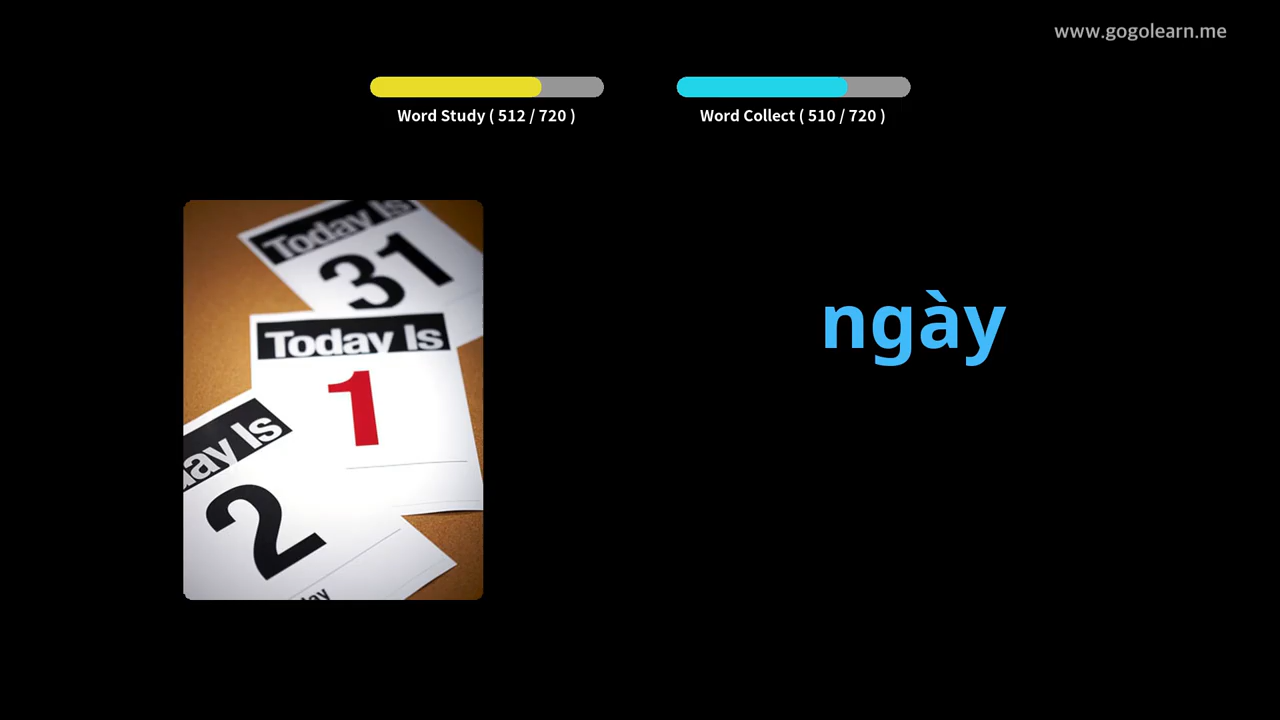 www.gogolearn.me
Word Study ( 512 / 720 )
Word Collect ( 510 / 720 )
Today Is
31
Today Is
1
ay Is
2
ay
ngày